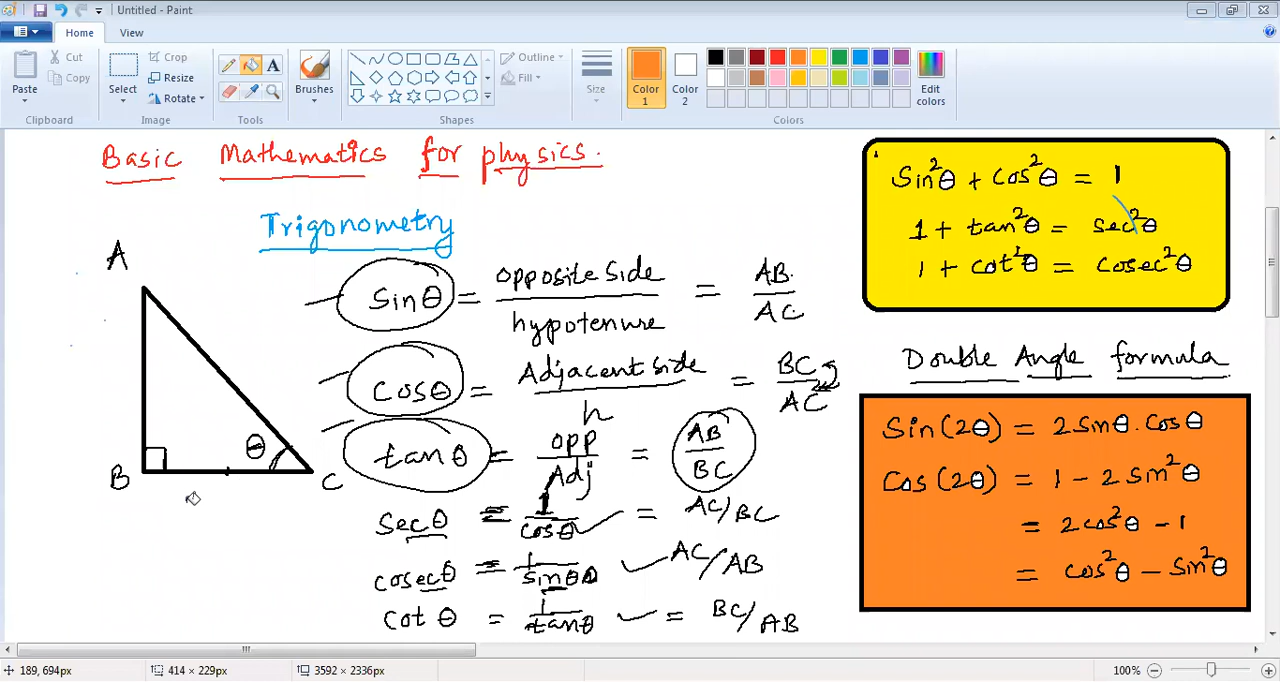 Untitled - Paint
Home View
Paste
Cut
Copy
Clipboard
Select
Crop
Resize
Rotate
Image
A
Tools
Brushes
Outline
Fill
Shapes
Size
Color 1
Color 2
Edit colors
Colors
Basic Mathematics for physics.
Trigonometry
A
B
C
θ
Sinθ = opposite side / hypotenure = AB / AC
Cosθ = Adjacent side / h = BC / AC
tanθ = opp / Adj = AB / BC
Secθ = 1 / cosθ = AC/BC
cosecθ = 1 / sinθ AC/AB
cot θ = 1 / tanθ = BC/AB
Sin²θ + cos²θ = 1
1 + tan²θ = sec²θ
1 + cot²θ = cosec²θ
Double Angle formula
Sin(2θ) = 2sinθ.cosθ
Cos(2θ) = 1 - 2sin²θ
= 2cos²θ - 1
= cos²θ - sin²θ
189, 694px
414 × 229px
3592 × 2336px
100%